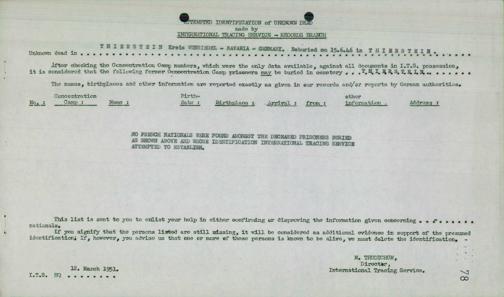 ATTEMPTED IDENTIFICATION of UNKNOWN DEAD
made by
INTERNATIONAL TRACING SERVICE - RECORDS BRANCH
Unknown dead in . . . THIERSTEIN Kreis WUNSIEDEL - BAVARIA - GERMANY, Reburied on 15.6.46 in THIERSTEIN . . .
After checking the Concentration Camp numbers, which were the only data available, against all documents in I.T.S. possession,
it is considered that the following former Concentration Camp prisoners may be buried in cemetery . . THIERSTEIN . . .
The names, birthplaces and other information are reported exactly as given in our records and/or reports by German authorities.
Concentration Birth- other
No. : Camp : Name : Date : Birthplace : Arrival : from : information . Address :
NO FRENCH NATIONALS WERE FOUND AMONGST THE DECEASED PRISONERS BURIED
AS SHOWN ABOVE AND WHOSE IDENTIFICATION INTERNATIONAL TRACING SERVICE
ATTEMPTED TO ESTABLISH.
This list is sent to you to enlist your help in either confirming or disproving the information given concerning . . . . . . .
nationals.
If you signify that the persons listed are still missing, it will be considered as additional evidence in support of the presumed
identification; If, however, you advise us that one or more of these persons is known to be alive, we must delete the identification.
12. March 1951.
I.T.S. . . . . . . . .
Director,
International Tracing Service.
78